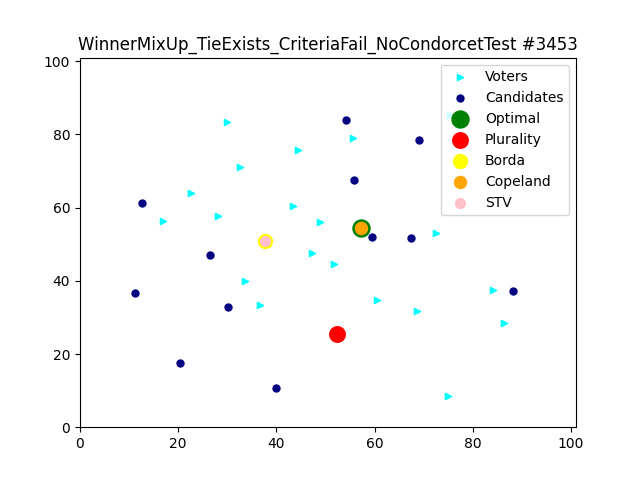 WinnerMixUp_TieExists_CriteriaFail_NoCondorcetTest #3453
100
80
60
40
20
0
0 20 40 60 80 100
Voters
Candidates
Optimal
Plurality
Borda
Copeland
STV